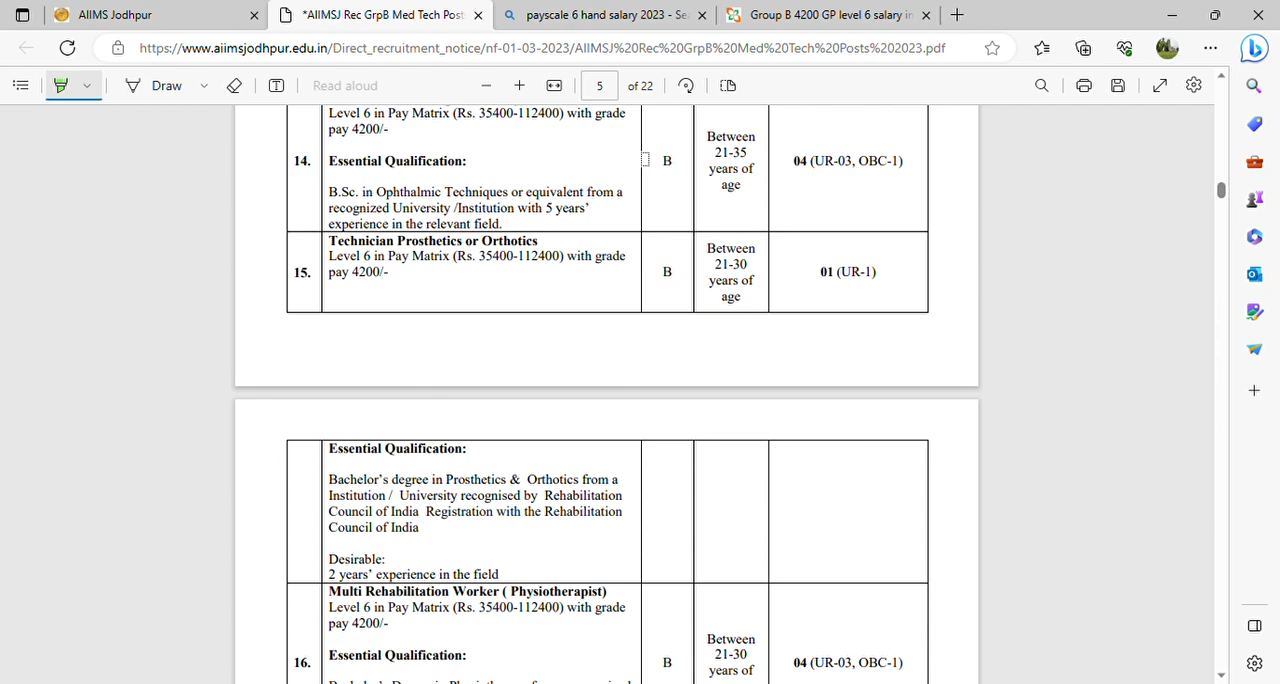 AIIMS Jodhpur
*AIIMSJ Rec GrpB Med Tech Post
payscale 6 hand salary 2023 - Se
Group B 4200 GP level 6 salary in
https://www.aiimsjodhpur.edu.in/Direct_recruitment_notice/nf-01-03-2023/AIIMSJ%20Rec%20GrpB%20Med%20Tech%20Posts%202023.pdf
Draw
Read aloud
5
of 22
Level 6 in Pay Matrix (Rs. 35400-112400) with grade
pay 4200/-
14.
Essential Qualification:
B.Sc. in Ophthalmic Techniques or equivalent from a
recognized University /Institution with 5 years’
experience in the relevant field.
B
Between
21-35
years of
age
04 (UR-03, OBC-1)
15.
Technician Prosthetics or Orthotics
Level 6 in Pay Matrix (Rs. 35400-112400) with grade
pay 4200/-
B
Between
21-30
years of
age
01 (UR-1)
Essential Qualification:
Bachelor’s degree in Prosthetics & Orthotics from a
Institution / University recognised by Rehabilitation
Council of India Registration with the Rehabilitation
Council of India
Desirable:
2 years’ experience in the field
16.
Multi Rehabilitation Worker ( Physiotherapist)
Level 6 in Pay Matrix (Rs. 35400-112400) with grade
pay 4200/-
Essential Qualification:
B
Between
21-30
years of
04 (UR-03, OBC-1)